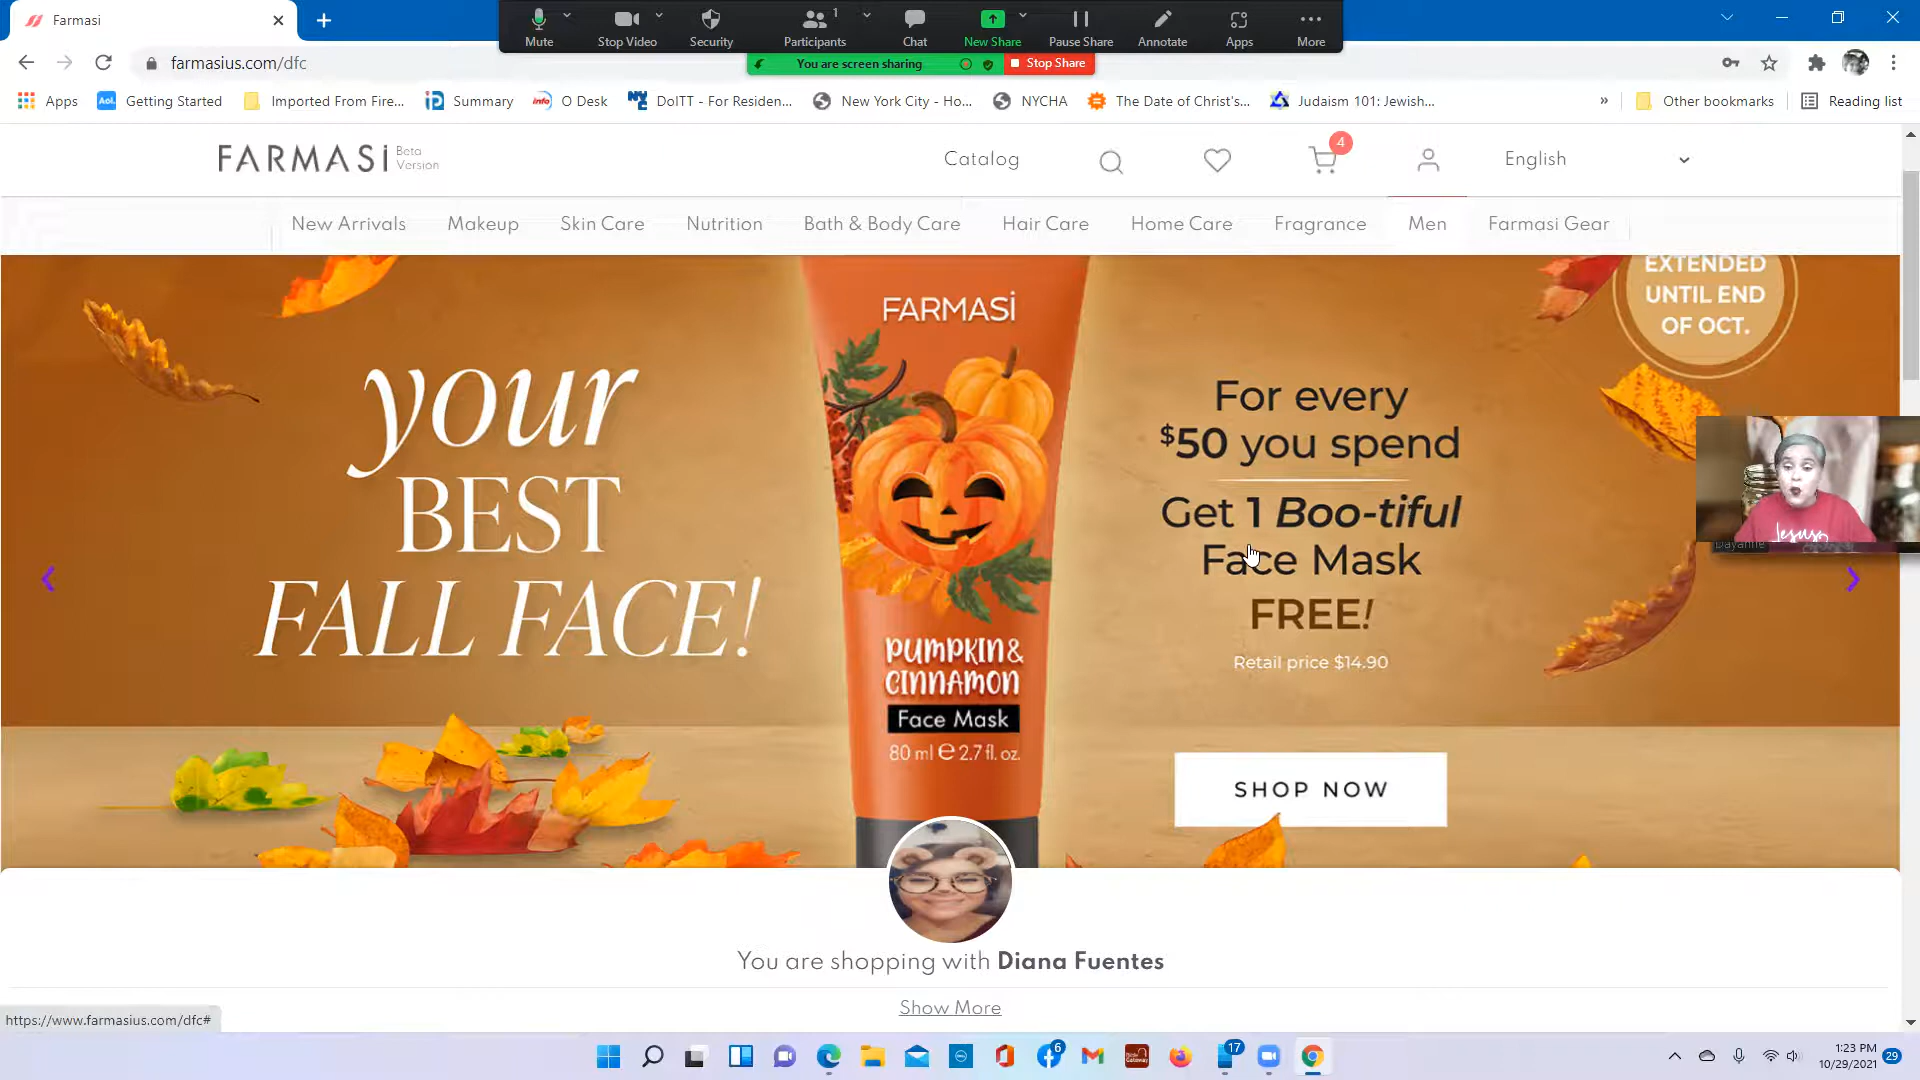 Farmasi
Mute
Stop Video
Security
Participants
1
Chat
New Share
Pause Share
Annotate
Apps
More
You are screen sharing
Stop Share
farmasius.com/dfc
Apps
Getting Started
Imported From Fire...
Summary
O Desk
DoITT - For Residen...
New York City - Ho...
NYCHA
The Date of Christ's...
Judaism 101: Jewish...
»
Other bookmarks
Reading list
FARMASi
Beta
Version
Catalog
4
English
New Arrivals
Makeup
Skin Care
Nutrition
Bath & Body Care
Hair Care
Home Care
Fragrance
Men
Farmasi Gear
EXTENDED
UNTIL END
OF OCT.
your
BEST
FALL FACE!
FARMASİ
PUMPKIN &
CINNAMON
Face Mask
80 ml e 2.7 fl. oz.
For every
$50 you spend
Get 1 Boo-tiful
Face Mask
FREE!
Retail price $14.90
SHOP NOW
Jesus
Dayanne
You are shopping with Diana Fuentes
Show More
https://www.farmasius.com/dfc#
6
17
1:23 PM
10/29/2021
29